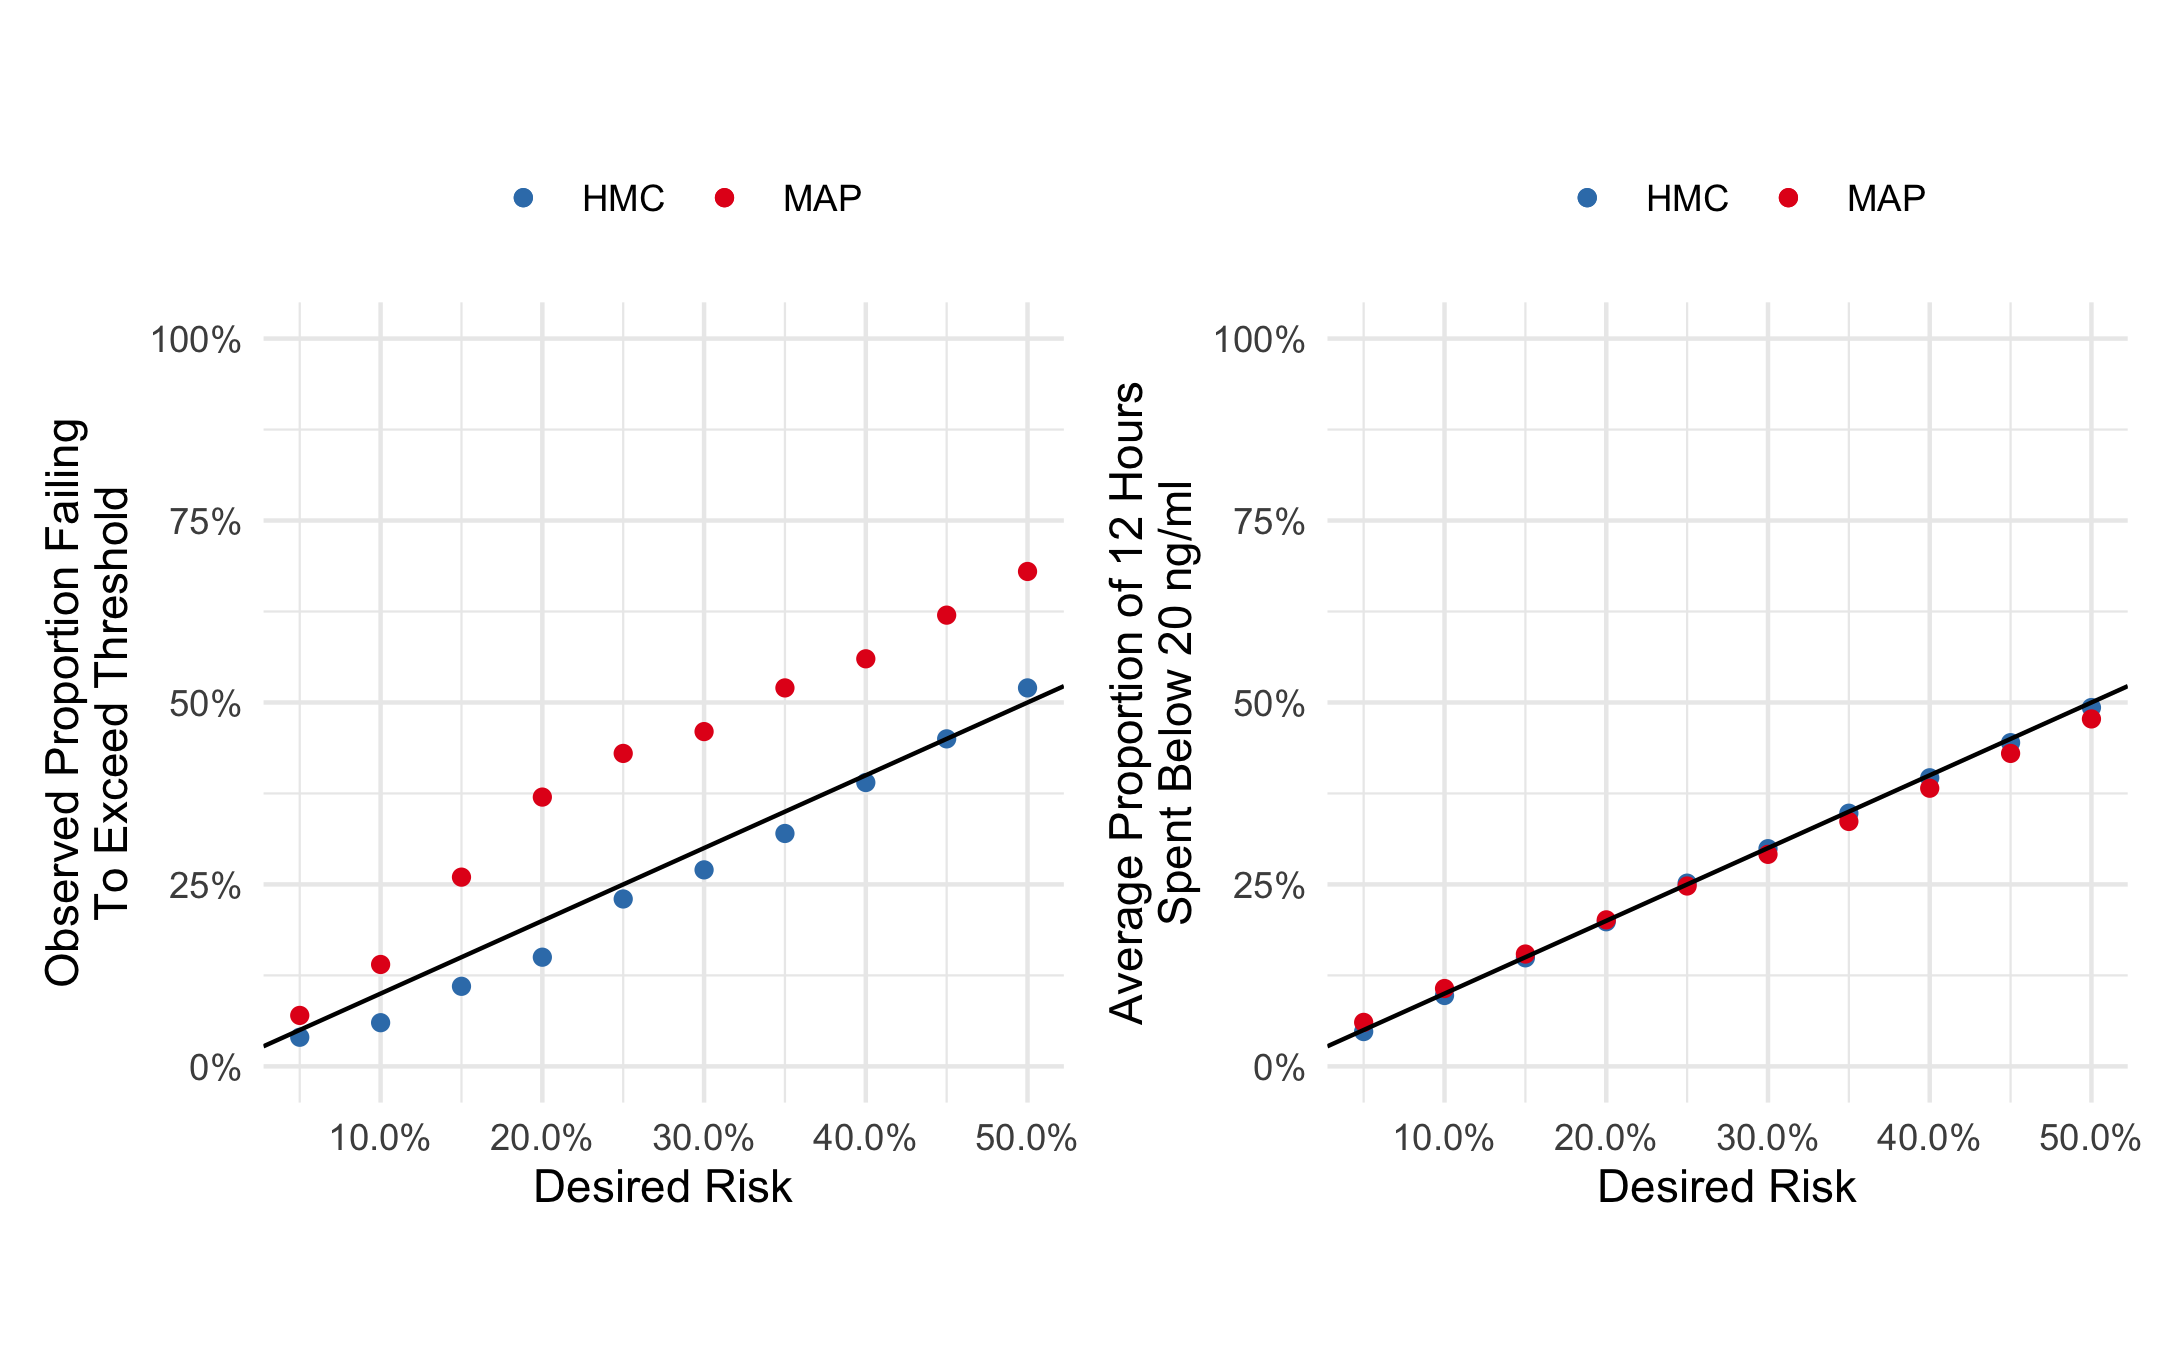 HMC MAP
Observed Proportion Failing
To Exceed Threshold
100%
75%
50%
25%
0%
10.0% 20.0% 30.0% 40.0% 50.0%
Desired Risk
HMC MAP
Average Proportion of 12 Hours
Spent Below 20 ng/ml
100%
75%
50%
25%
0%
10.0% 20.0% 30.0% 40.0% 50.0%
Desired Risk